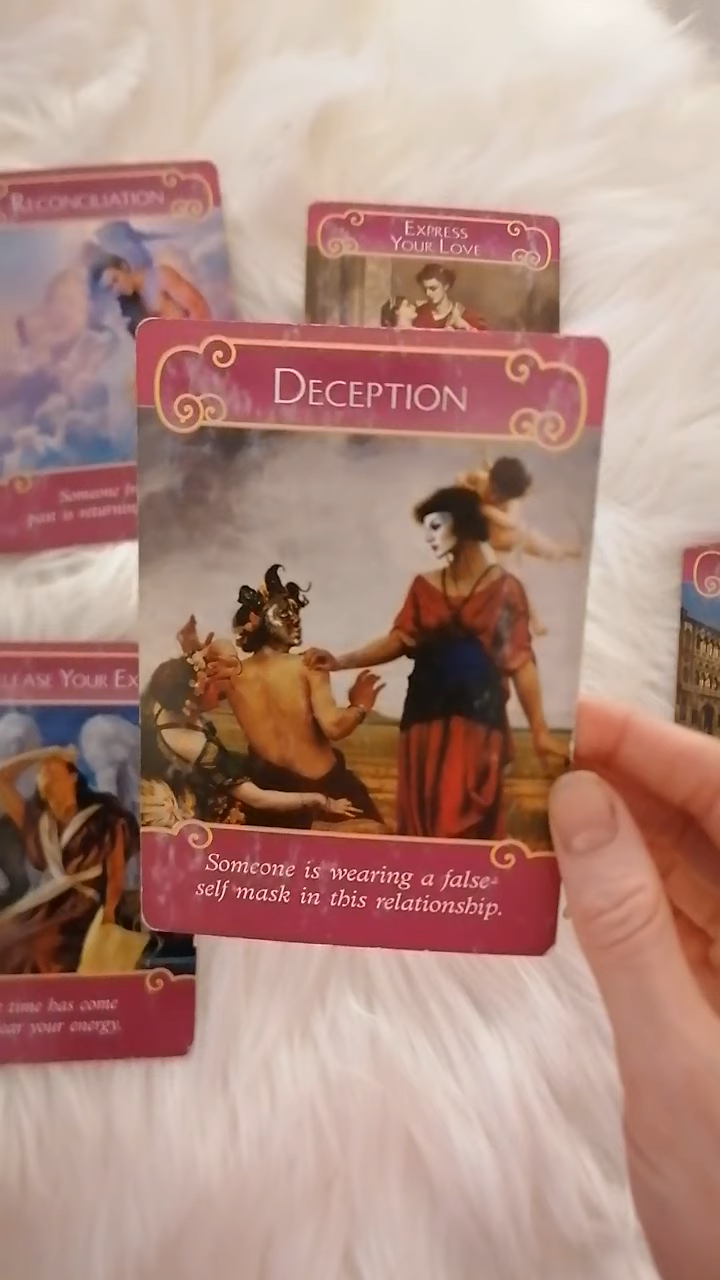 RECONCILIATION
EXPRESS
YOUR LOVE
DECEPTION
Someone
past is returning
LEASE YOUR EX
Someone is wearing a false-
self mask in this relationship.
time has come
your energy.